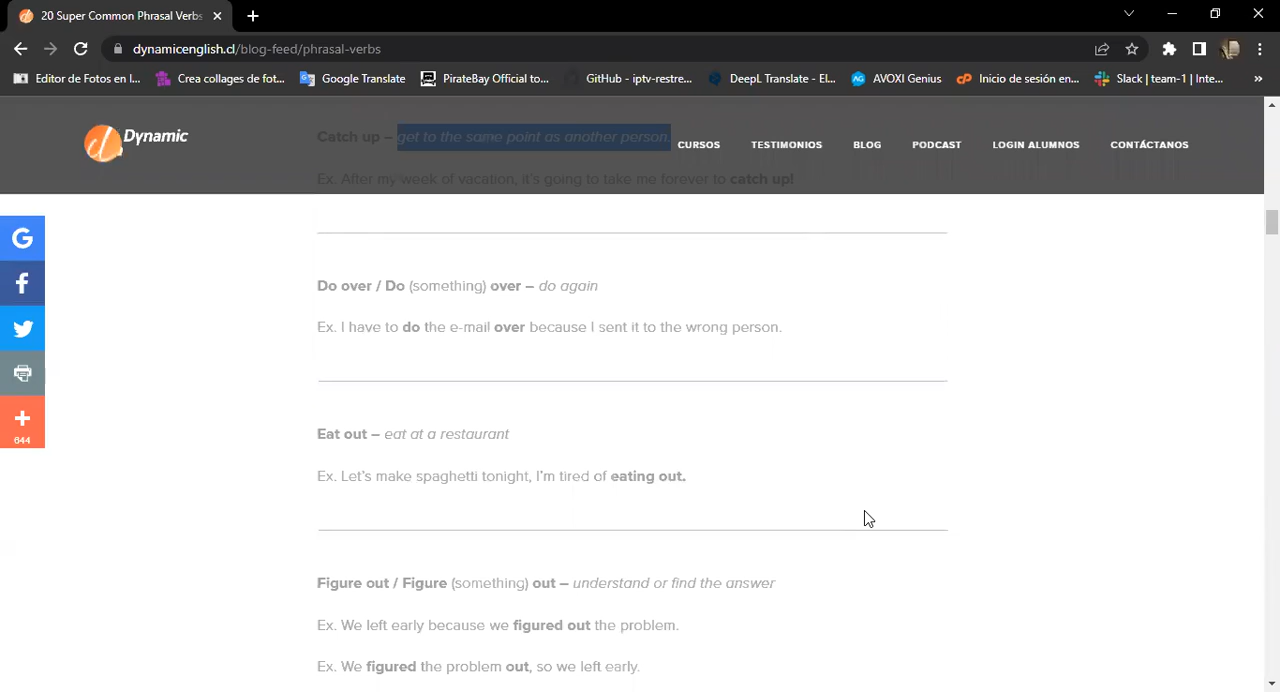 20 Super Common Phrasal Verbs
dynamicenglish.cl/blog-feed/phrasal-verbs
Editor de Fotos en l...
Crea collages de fot...
Google Translate
PirateBay Official to...
GitHub - iptv-restre...
DeepL Translate - El...
AVOXI Genius
Inicio de sesión en...
Slack | team-1 | Inte...
»
Catch up – get to the same point as another person.
Dynamic
CURSOS TESTIMONIOS BLOG PODCAST LOGIN ALUMNOS CONTÁCTANOS
Ex. After my week of vacation, it's going to take me forever to catch up!
Do over / Do (something) over – do again
Ex. I have to do the e-mail over because I sent it to the wrong person.
644
Eat out – eat at a restaurant
Ex. Let's make spaghetti tonight, I'm tired of eating out.
Figure out / Figure (something) out – understand or find the answer
Ex. We left early because we figured out the problem.
Ex. We figured the problem out, so we left early.